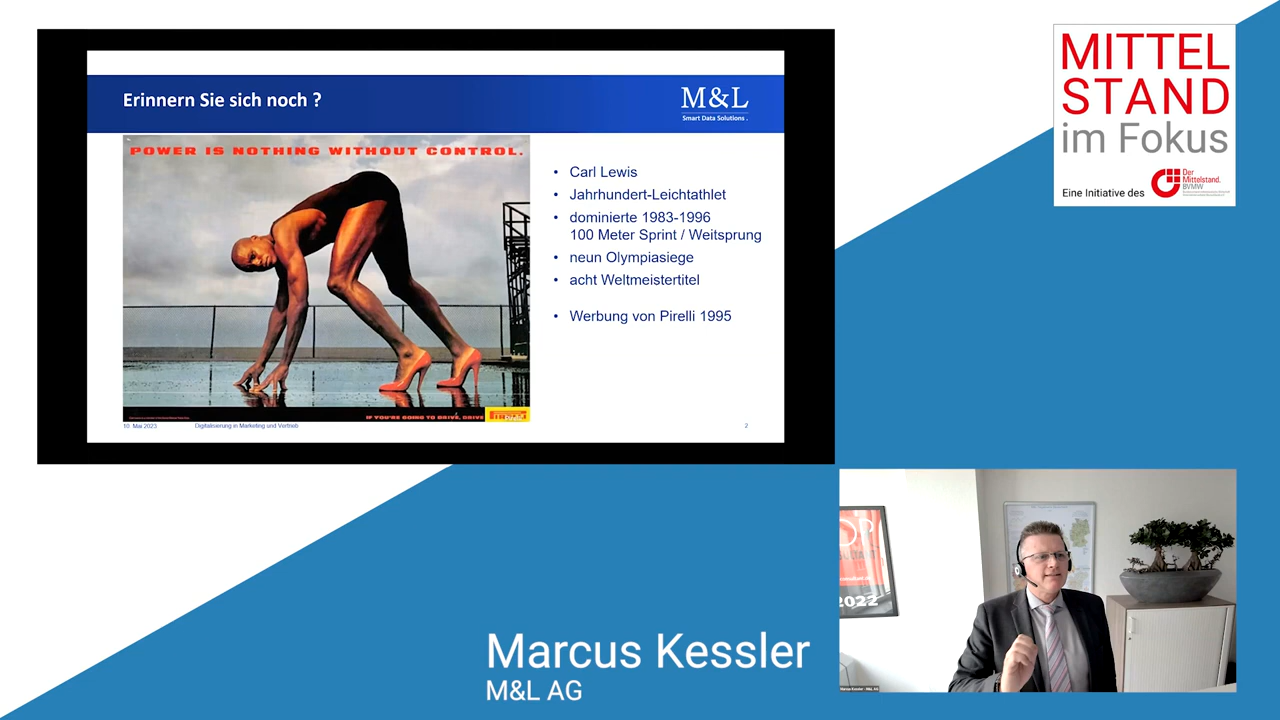 Erinnern Sie sich noch ?
M&L
Smart Data Solutions .
POWER IS NOTHING WITHOUT CONTROL.
• Carl Lewis
• Jahrhundert-Leichtathlet
• dominierte 1983-1996
100 Meter Sprint / Weitsprung
• neun Olympiasiege
• acht Weltmeistertitel
• Werbung von Pirelli 1995
IF YOU'RE GOING TO DRIVE, DRIVE
10. Mai 2023
Digitalisierung in Marketing und Vertrieb
2
MITTEL
STAND
im Fokus
Eine Initiative des
Der
Mittelstand.
BVMW
2022
Marcus Kessler - M&L AG
Marcus Kessler
M&L AG